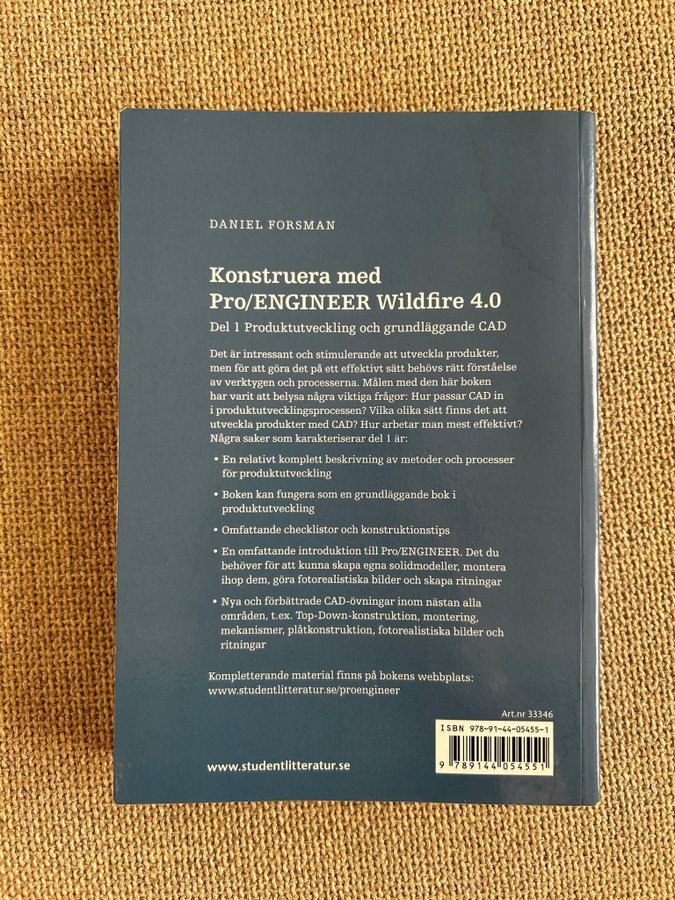 DANIEL FORSMAN
Konstruera med
Pro/ENGINEER Wildfire 4.0
Del 1 Produktutveckling och grundläggande CAD
Det är intressant och stimulerande att utveckla produkter,
men för att göra det på ett effektivt sätt behövs rätt förståelse
av verktygen och processerna. Målen med den här boken
har varit att belysa några viktiga frågor: Hur passar CAD in
i produktutvecklingsprocessen? Vilka olika sätt finns det att
utveckla produkter med CAD? Hur arbetar man mest effektivt?
Några saker som karakteriserar del 1 är:
• En relativt komplett beskrivning av metoder och processer
för produktutveckling
• Boken kan fungera som en grundläggande bok i
produktutveckling
• Omfattande checklistor och konstruktionstips
• En omfattande introduktion till Pro/ENGINEER. Det du
behöver för att kunna skapa egna solidmodeller, montera
ihop dem, göra fotorealistiska bilder och skapa ritningar
• Nya och förbättrade CAD-övningar inom nästan alla
områden, t.ex. Top-Down-konstruktion, montering,
mekanismer, plåtkonstruktion, fotorealistiska bilder och
ritningar
Kompletterande material finns på bokens webbplats:
www.studentlitteratur.se/proengineer
Art.nr 33346
ISBN 978-91-44-05455-1
9 789144 054551
www.studentlitteratur.se